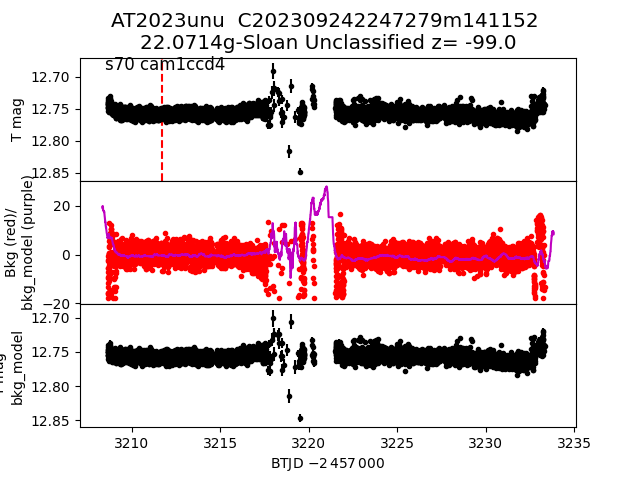 AT2023unu  C202309242247279m141152
22.0714g-Sloan Unclassified z= -99.0
s70 cam1ccd4
12.70
12.75
12.80
12.85
T mag
20
0
−20
Bkg (red)/
bkg_model (purple)
12.70
12.75
12.80
12.85
mag
bkg_model
3210
3215
3220
3225
3230
3235
BTJD −2 457 000